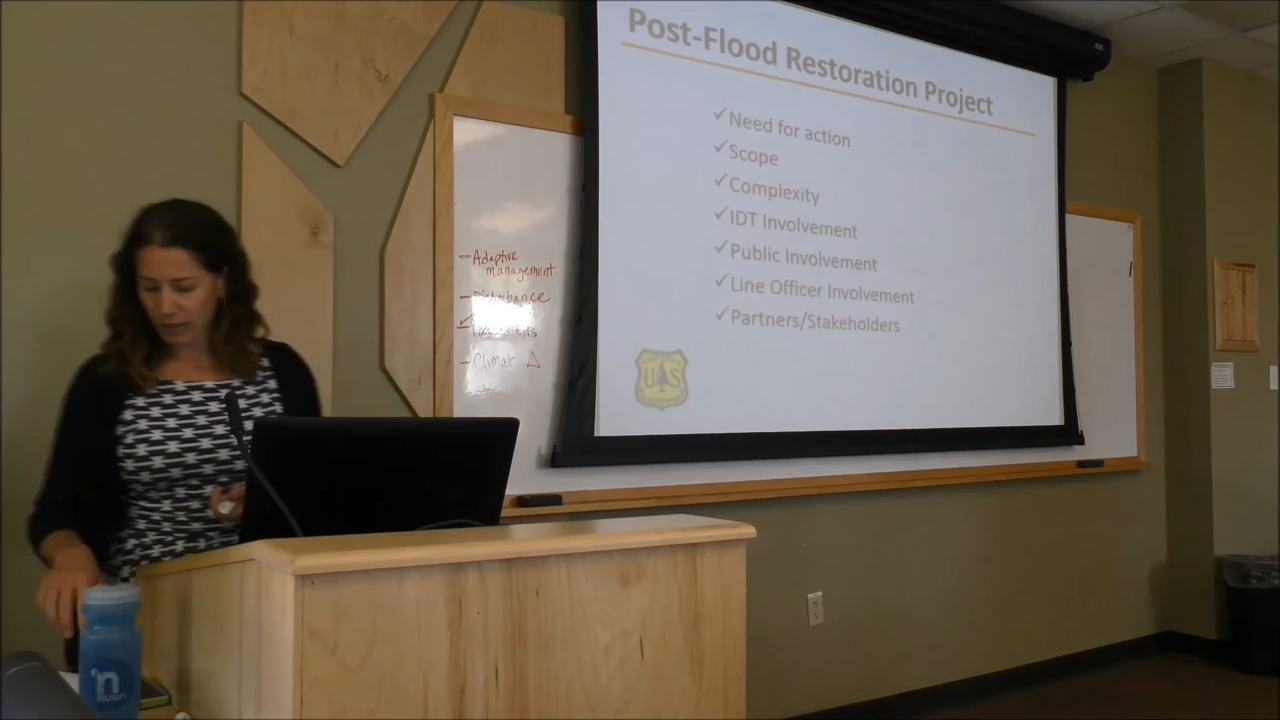 Post-Flood Restoration Project
✓Need for action
✓Scope
✓Complexity
✓IDT Involvement
✓Public Involvement
✓Line Officer Involvement
✓Partners/Stakeholders
U S
- Adaptive
management
- Disturbance
- Climate △
n
nuun